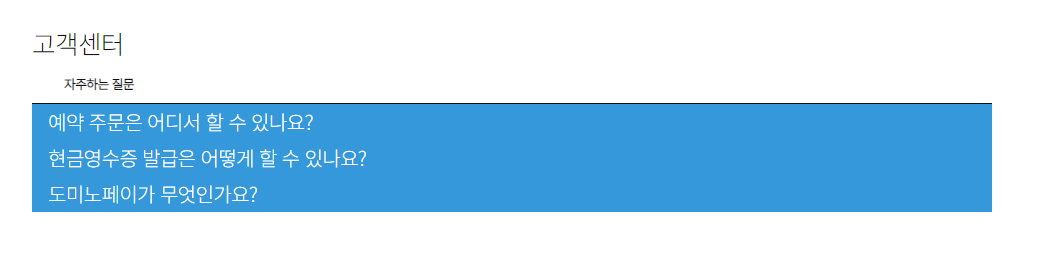 고객센터
자주하는 질문
예약 주문은 어디서 할 수 있나요?
현금영수증 발급은 어떻게 할 수 있나요?
도미노페이가 무엇인가요?